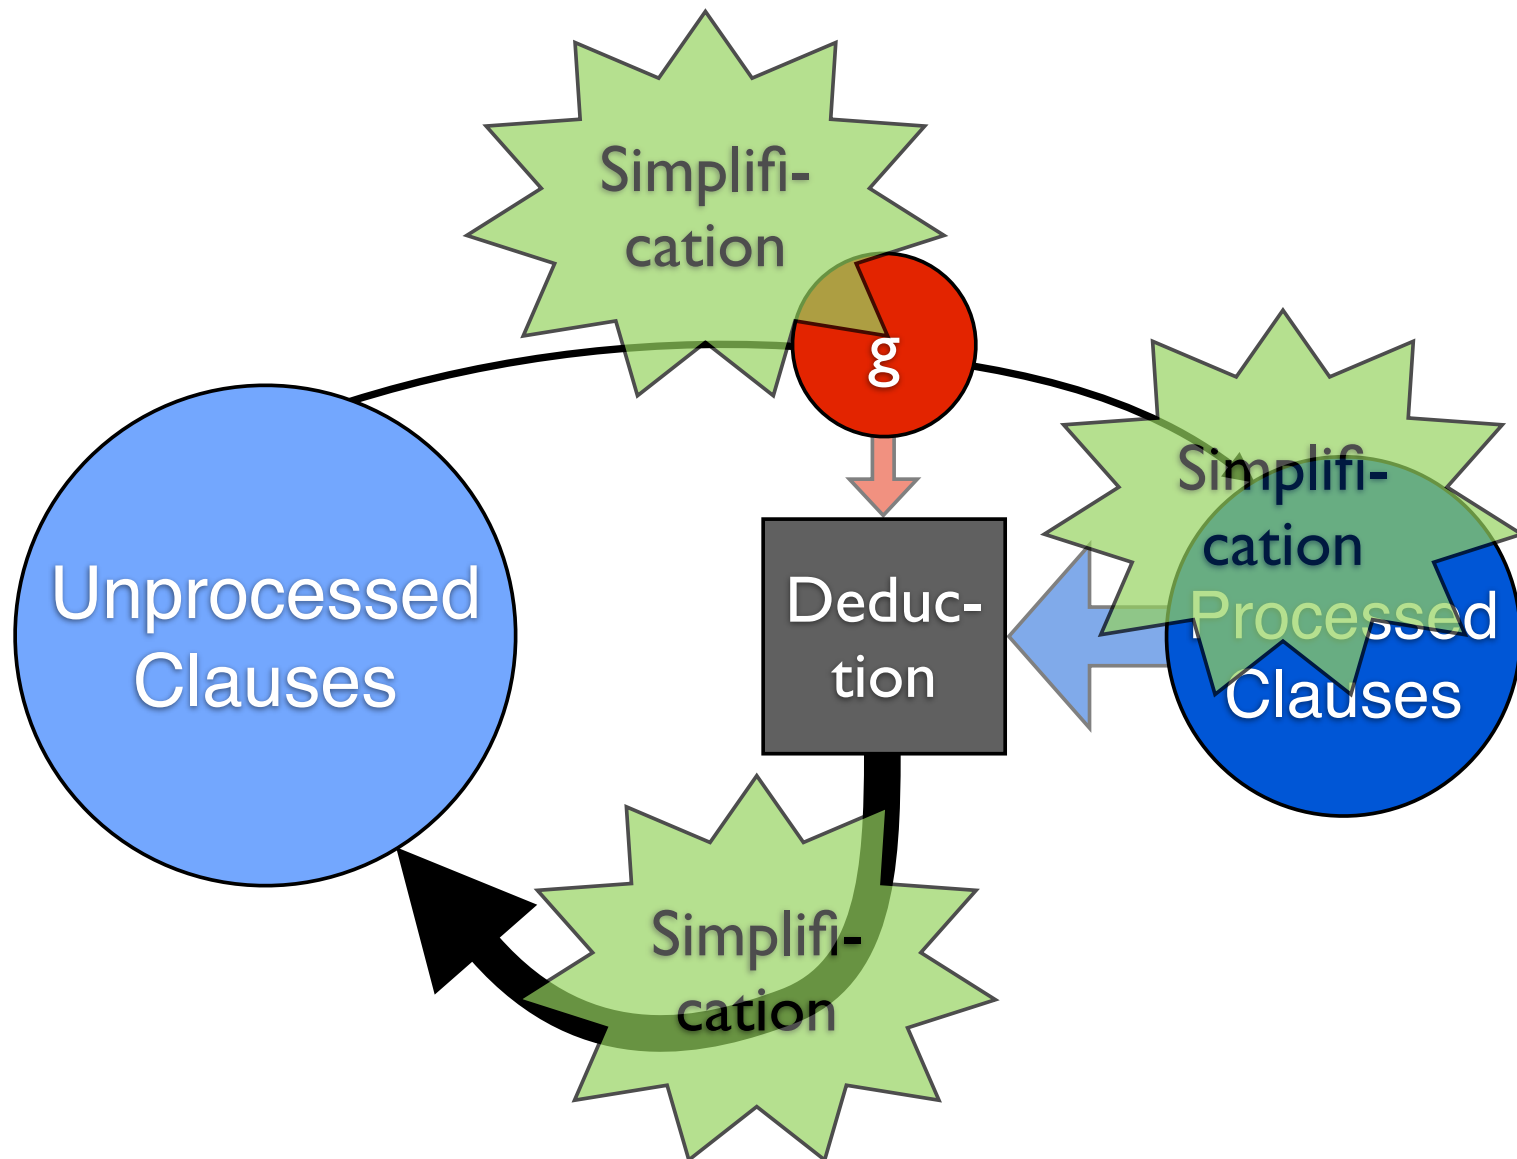 Simplifi-
cation
g
Simplifi-
cation
Unprocessed
Clauses
Deduc-
tion
Processed
Clauses
Simplifi-
cation